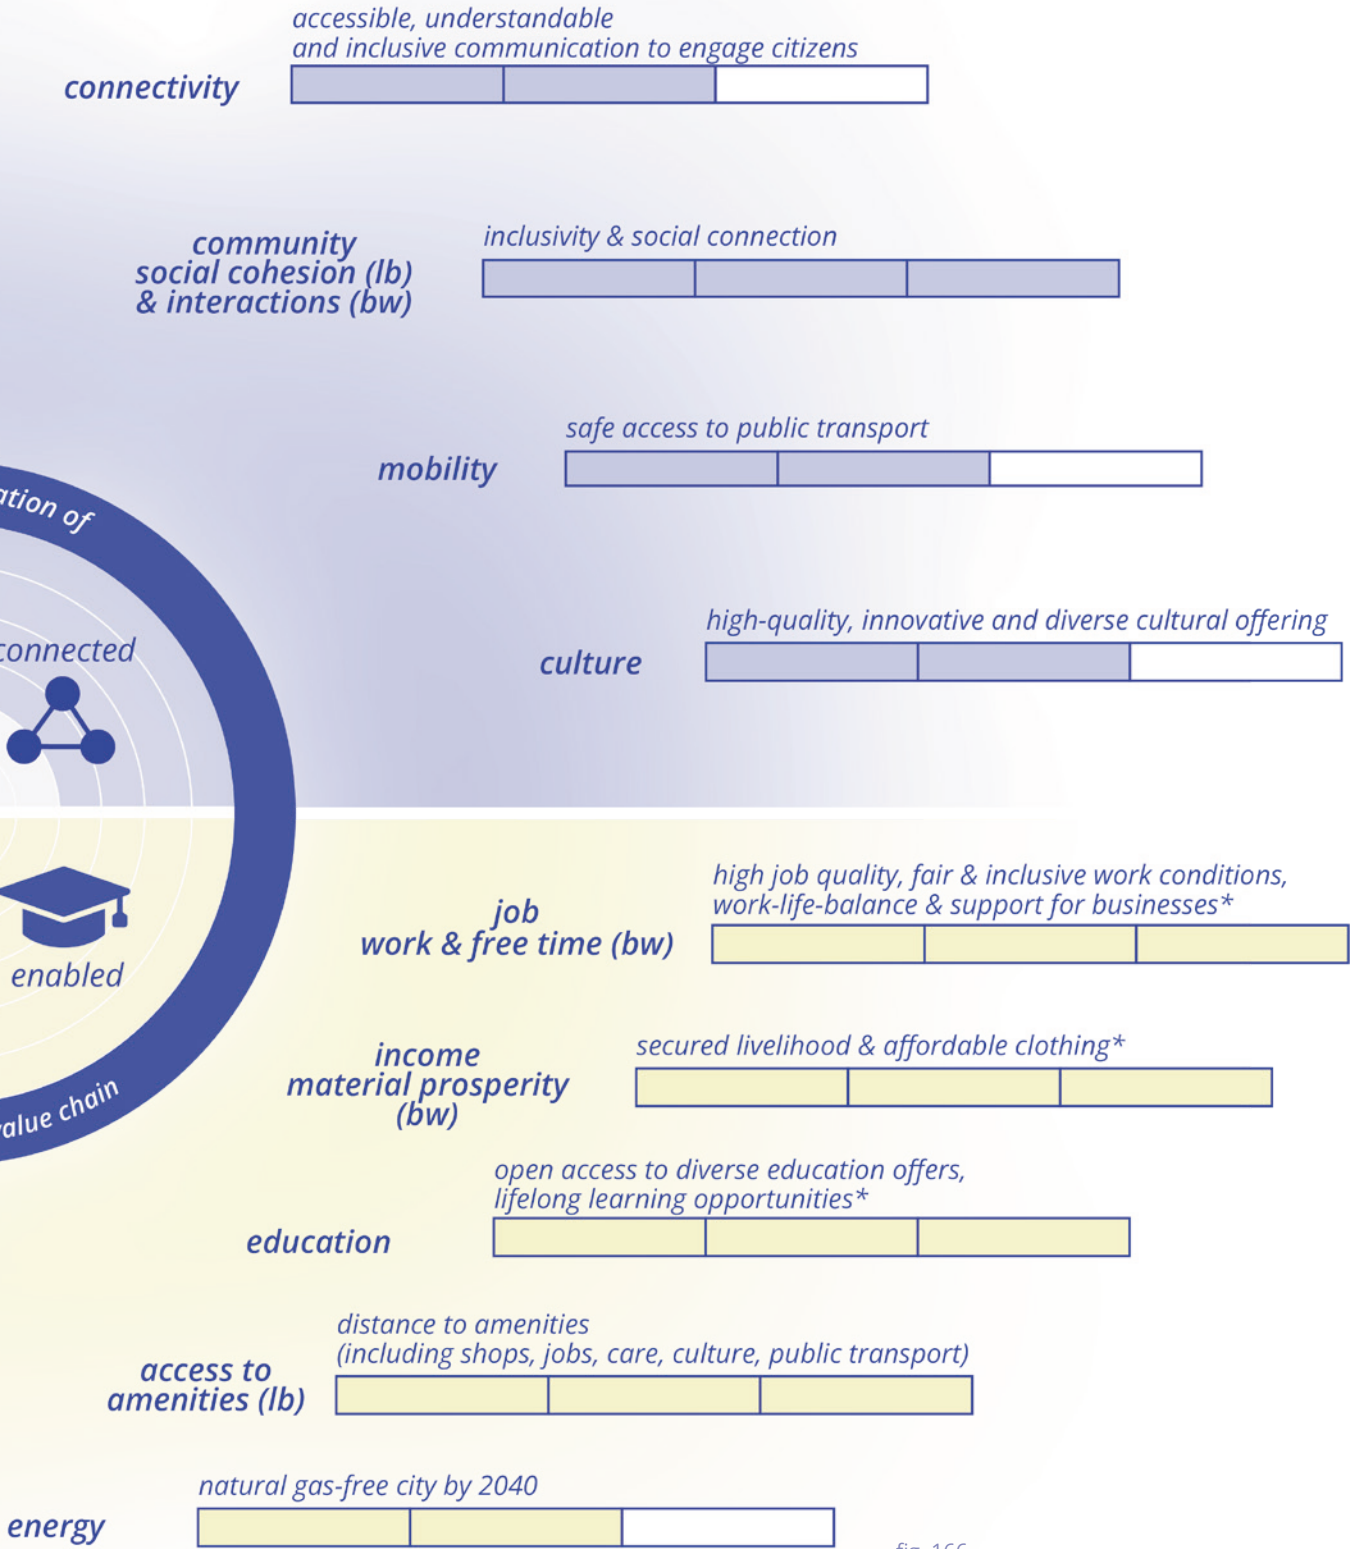 accessible, understandable
and inclusive communication to engage citizens
connectivity
inclusivity & social connection
community
social cohesion (lb)
& interactions (bw)
safe access to public transport
mobility
ation of
high-quality, innovative and diverse cultural offering
culture
connected
high job quality, fair & inclusive work conditions,
work-life-balance & support for businesses*
job
work & free time (bw)
enabled
secured livelihood & affordable clothing*
income
material prosperity
(bw)
value chain
open access to diverse education offers,
lifelong learning opportunities*
education
distance to amenities
(including shops, jobs, care, culture, public transport)
access to
amenities (lb)
natural gas-free city by 2040
energy
fig. 166